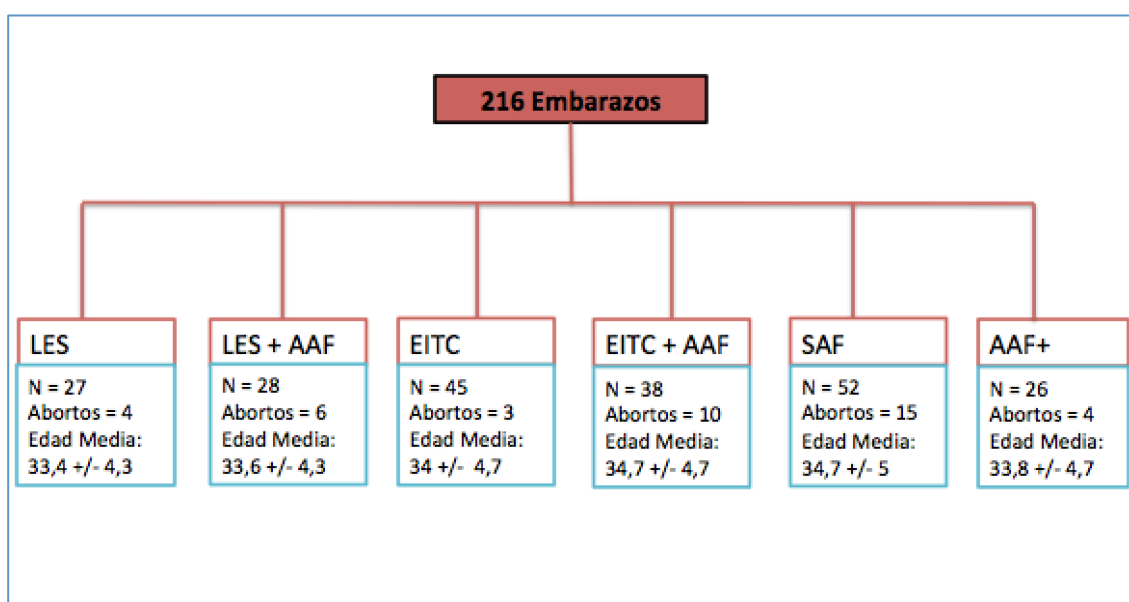 216 Embarazos
LES
N = 27
Abortos = 4
Edad Media:
33,4 +/- 4,3
LES + AAF
N = 28
Abortos = 6
Edad Media:
33,6 +/- 4,3
EITC
N = 45
Abortos = 3
Edad Media:
34 +/- 4,7
EITC + AAF
N = 38
Abortos = 10
Edad Media:
34,7 +/- 4,7
SAF
N = 52
Abortos = 15
Edad Media:
34,7 +/- 5
AAF+
N = 26
Abortos = 4
Edad Media:
33,8 +/- 4,7